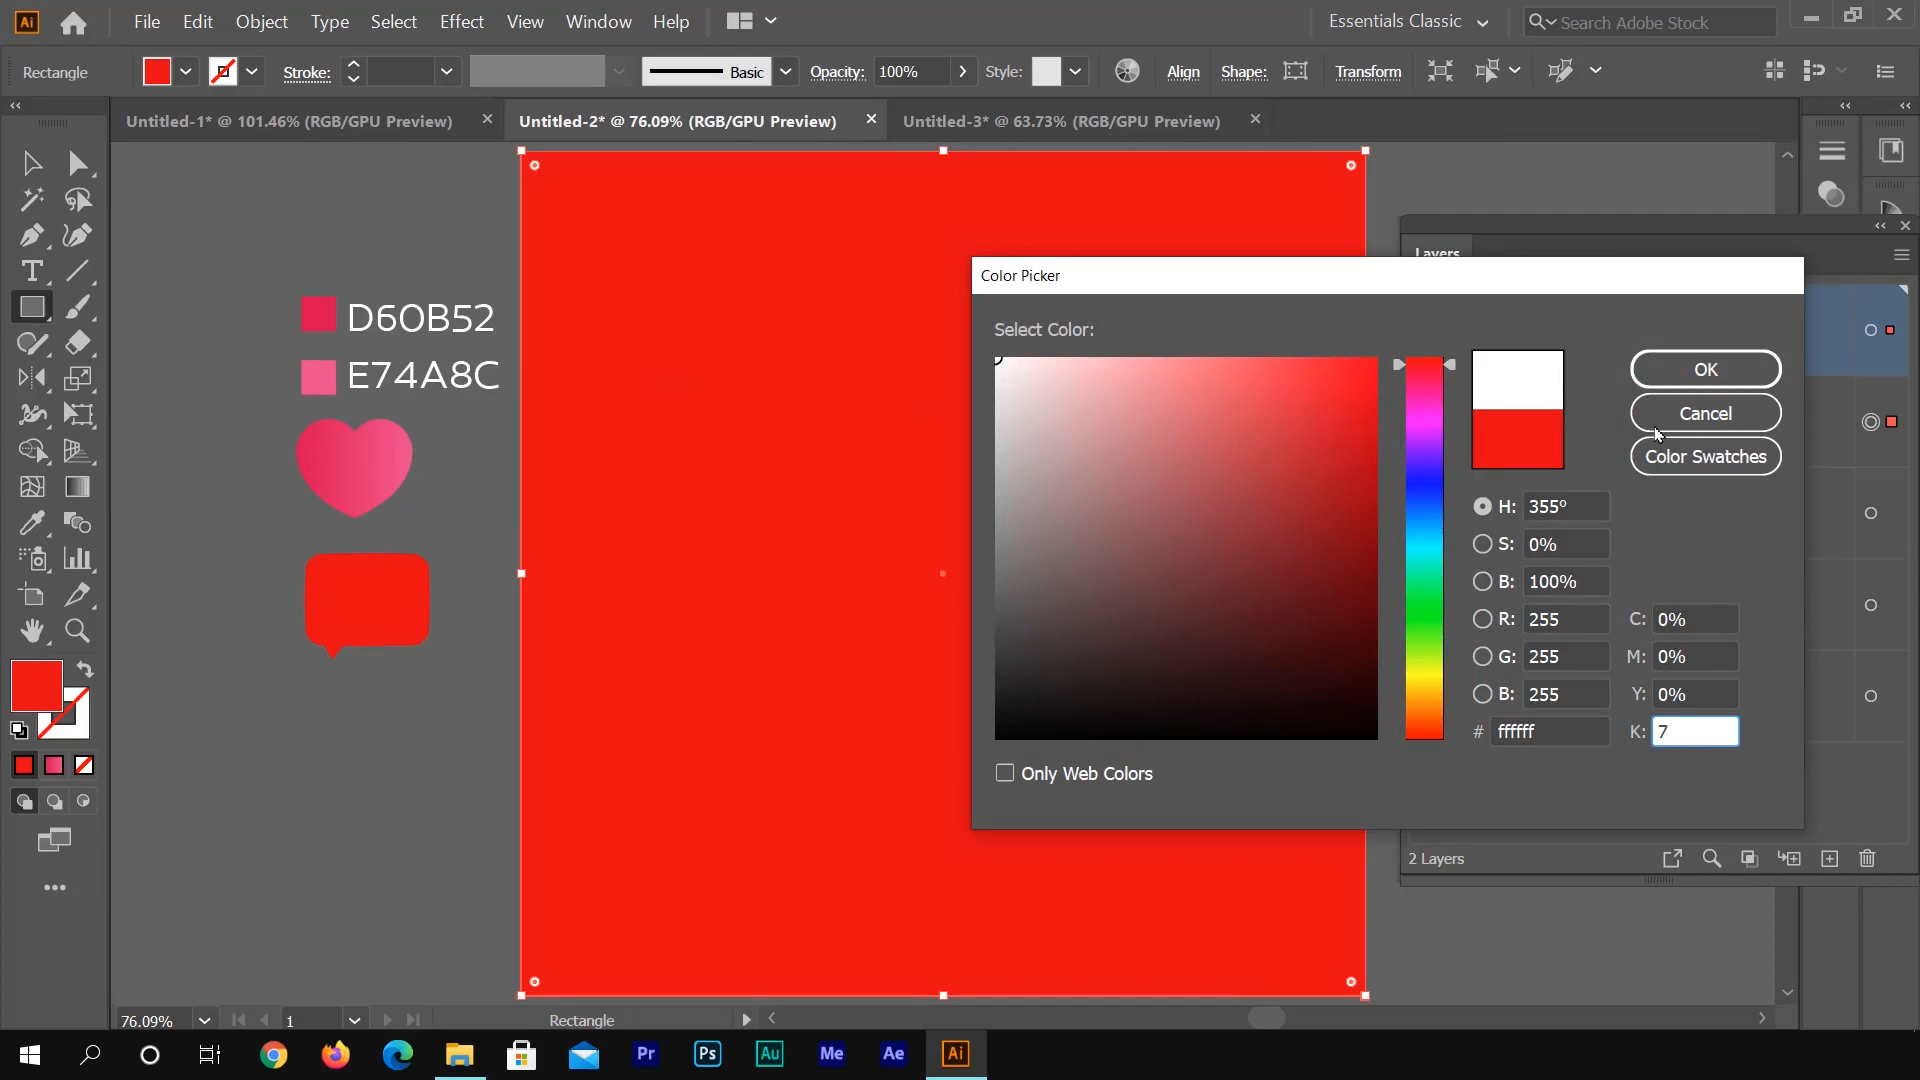 Ai File Edit Object Type Select Effect View Window Help Essentials Classic Search Adobe Stock
Rectangle Stroke: Basic Opacity: 100% Style: Align Shape: Transform
Untitled-1* @ 101.46% (RGB/GPU Preview) Untitled-2* @ 76.09% (RGB/GPU Preview) Untitled-3* @ 63.73% (RGB/GPU Preview)
Layers
Color Picker
Select Color:
D60B52
E74A8C
OK
Cancel
Color Swatches
H: 355°
S: 0%
B: 100%
R: 255 C: 0%
G: 255 M: 0%
B: 255 Y: 0%
# ffffff K: 7
Only Web Colors
2 Layers
76.09% 1 Rectangle
Pr Ps Au Me Ae Ai